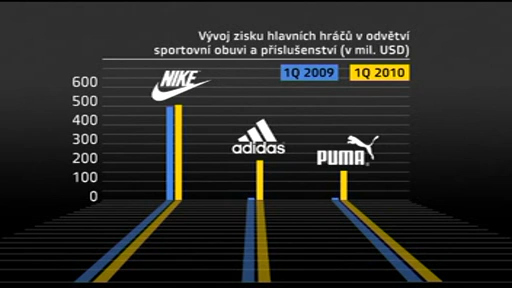 Vývoj zisku hlavních hráčů v odvětví
sportovní obuvi a příslušenství (v mil. USD)
1Q 2009 1Q 2010
600
500
400
300
200
100
0
NIKE
adidas
PUMA